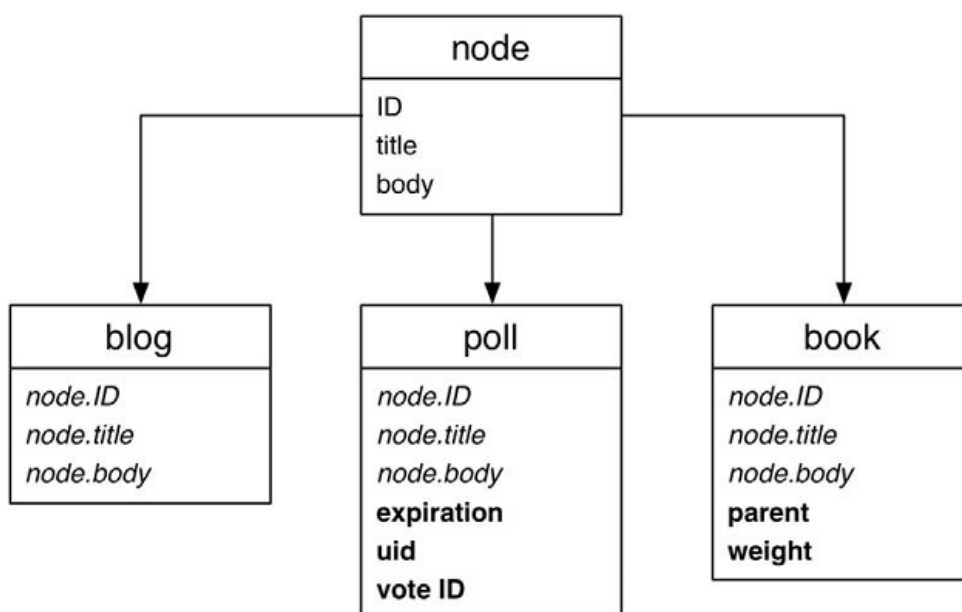 node
ID
title
body
blog
node.ID
node.title
node.body
poll
node.ID
node.title
node.body
expiration
uid
vote ID
book
node.ID
node.title
node.body
parent
weight